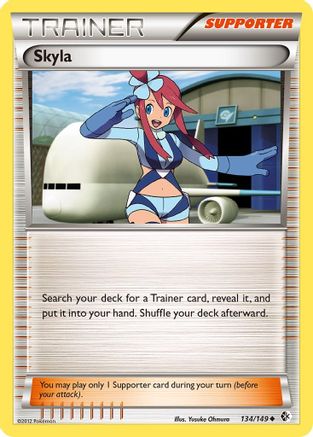 TRAINER SUPPORTER
Skyla
Search your deck for a Trainer card, reveal it, and
put it into your hand. Shuffle your deck afterward.
You may play only 1 Supporter card during your turn (before
your attack).
©2012 Pokémon Illus. Yusuke Ohmura 134/149 ◆